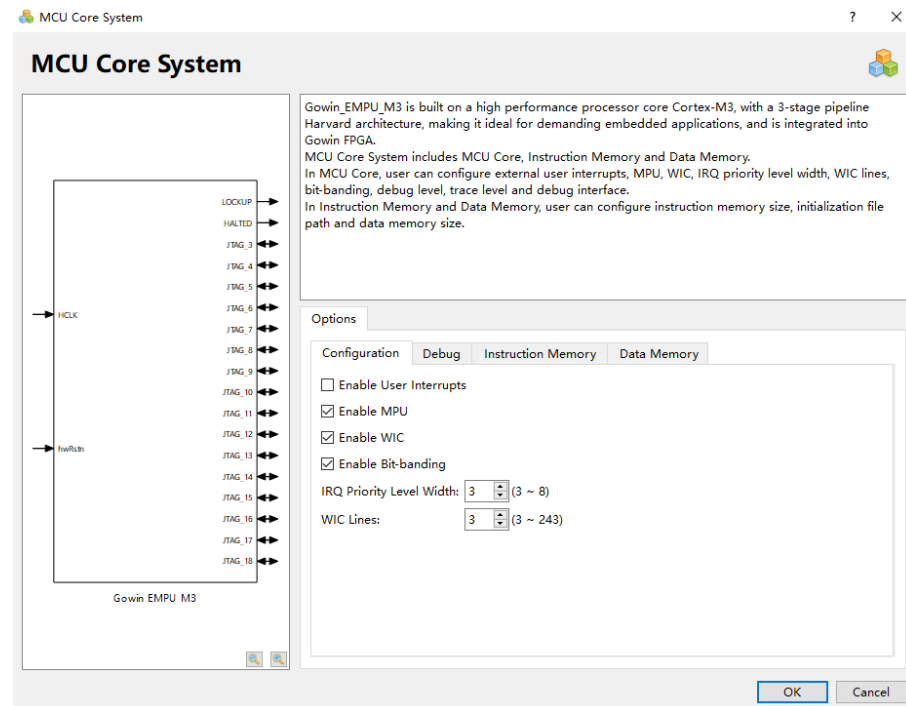 MCU Core System
?
MCU Core System
Gowin_EMPU_M3 is built on a high performance processor core Cortex-M3, with a 3-stage pipeline
Harvard architecture, making it ideal for demanding embedded applications, and is integrated into
Gowin FPGA.
MCU Core System includes MCU Core, Instruction Memory and Data Memory.
In MCU Core, user can configure external user interrupts, MPU, WIC, IRQ priority level width, WIC lines,
bit-banding, debug level, trace level and debug interface.
In Instruction Memory and Data Memory, user can configure instruction memory size, initialization file
path and data memory size.
LOCKUP
HALTED
JTAG_3
JTAG_4
JTAG_5
JTAG_6
HCLK
JTAG_7
JTAG_8
JTAG_9
JTAG_10
JTAG_11
JTAG_12
hwRstn
JTAG_13
JTAG_14
JTAG_15
JTAG_16
JTAG_17
JTAG_18
Gowin EMPU M3
Options
Configuration Debug Instruction Memory Data Memory
Enable User Interrupts
Enable MPU
Enable WIC
Enable Bit-banding
IRQ Priority Level Width: 3 (3 ~ 8)
WIC Lines: 3 (3 ~ 243)
OK Cancel